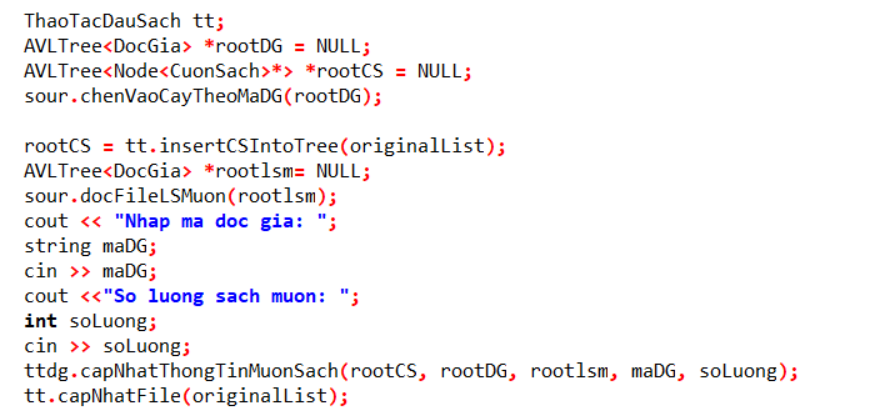 ThaoTacDauSach tt;
AVLTree<DocGia> *rootDG = NULL;
AVLTree<Node<CuonSach>*> *rootCS = NULL;
sour.chenVaoCayTheoMaDG(rootDG);
rootCS = tt.insertCSIntoTree(originalList);
AVLTree<DocGia> *rootlsm= NULL;
sour.docFileLSMuon(rootlsm);
cout << "Nhap ma doc gia: ";
string maDG;
cin >> maDG;
cout <<"So luong sach muon: ";
int soLuong;
cin >> soLuong;
ttdg.capNhatThongTinMuonSach(rootCS, rootDG, rootlsm, maDG, soLuong);
tt.capNhatFile(originalList);